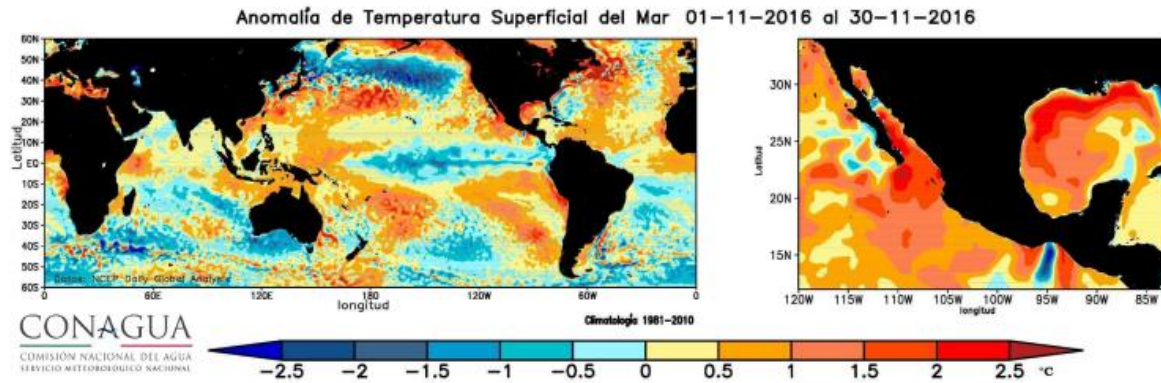 Anomalía de Temperatura Superficial del Mar 01-11-2016 al 30-11-2016
60N
50N
40N
30N
20N
10N
EQ
10S
20S
30S
40S
50S
60S
Latitud
Datos: NCEP Daily Global Analysis
0 60E 120E 180 120W 60W 0
longitud
30N
25N
20N
15N
Latitud
120W 115W 110W 105W 100W 95W 90W 85W
longitud
Climatología 1981-2010
CONAGUA
COMISIÓN NACIONAL DEL AGUA
SERVICIO METEOROLÓGICO NACIONAL
-2.5 -2 -1.5 -1 -0.5 0 0.5 1 1.5 2 2.5 °C